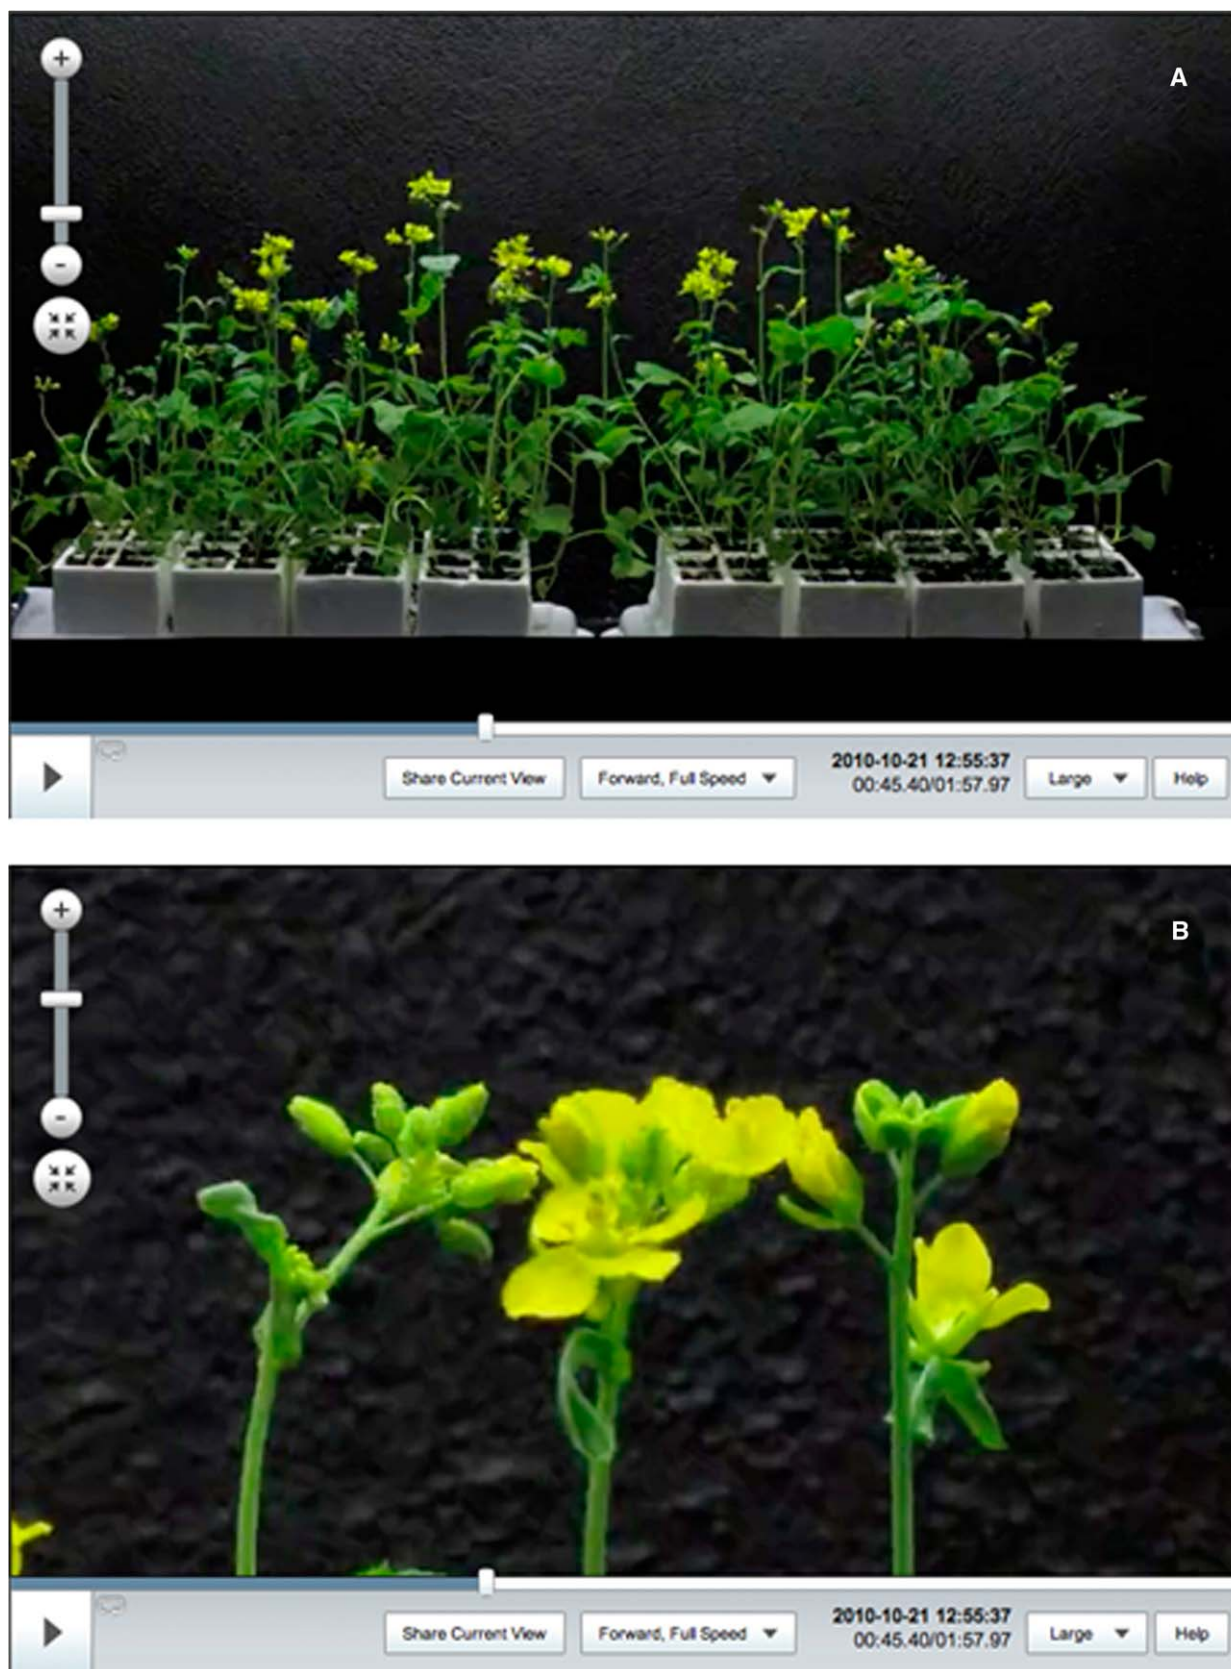 A
+
-
Share Current View
Forward, Full Speed
2010-10-21 12:55:37
00:45.40/01:57.97
Large
Help
B
+
-
Share Current View
Forward, Full Speed
2010-10-21 12:55:37
00:45.40/01:57.97
Large
Help